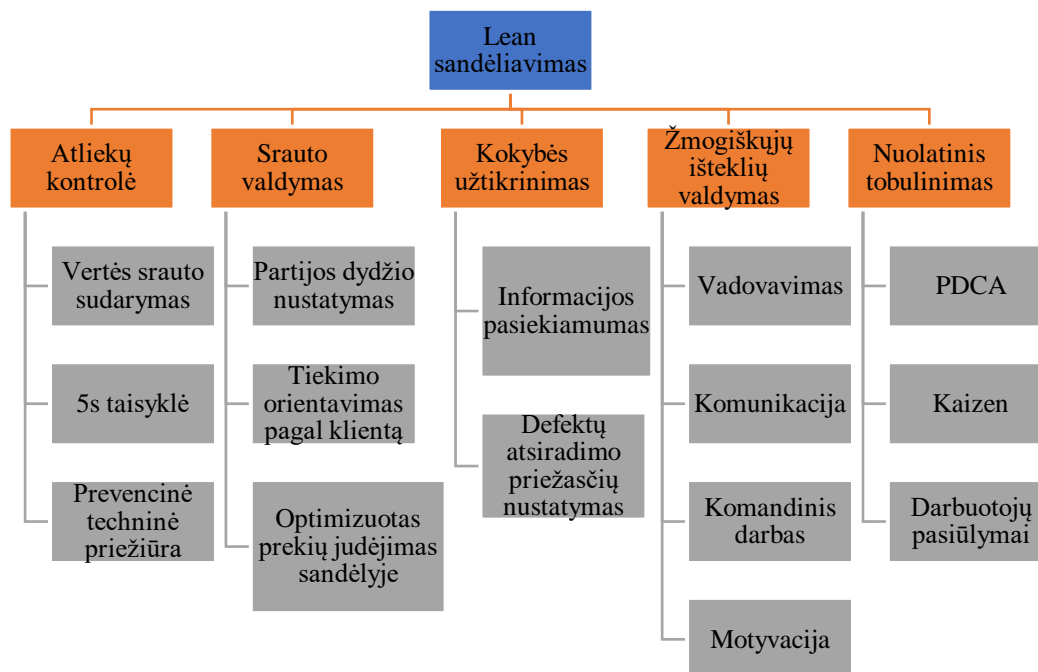 Lean
sandėliavimas
Atliekų
kontrolė
Vertės srauto
sudarymas
5s taisyklė
Prevencinė
techninė
priežiūra
Srauto
valdymas
Partijos dydžio
nustatymas
Tiekimo
orientavimas
pagal klientą
Optimizuotas
prekių judėjimas
sandėlyje
Kokybės
užtikrinimas
Informacijos
pasiekiamumas
Defektų
atsiradimo
priežasčių
nustatymas
Žmogiškųjų
išteklių
valdymas
Vadovavimas
Komunikacija
Komandinis
darbas
Motyvacija
Nuolatinis
tobulinimas
PDCA
Kaizen
Darbuotojų
pasiūlymai